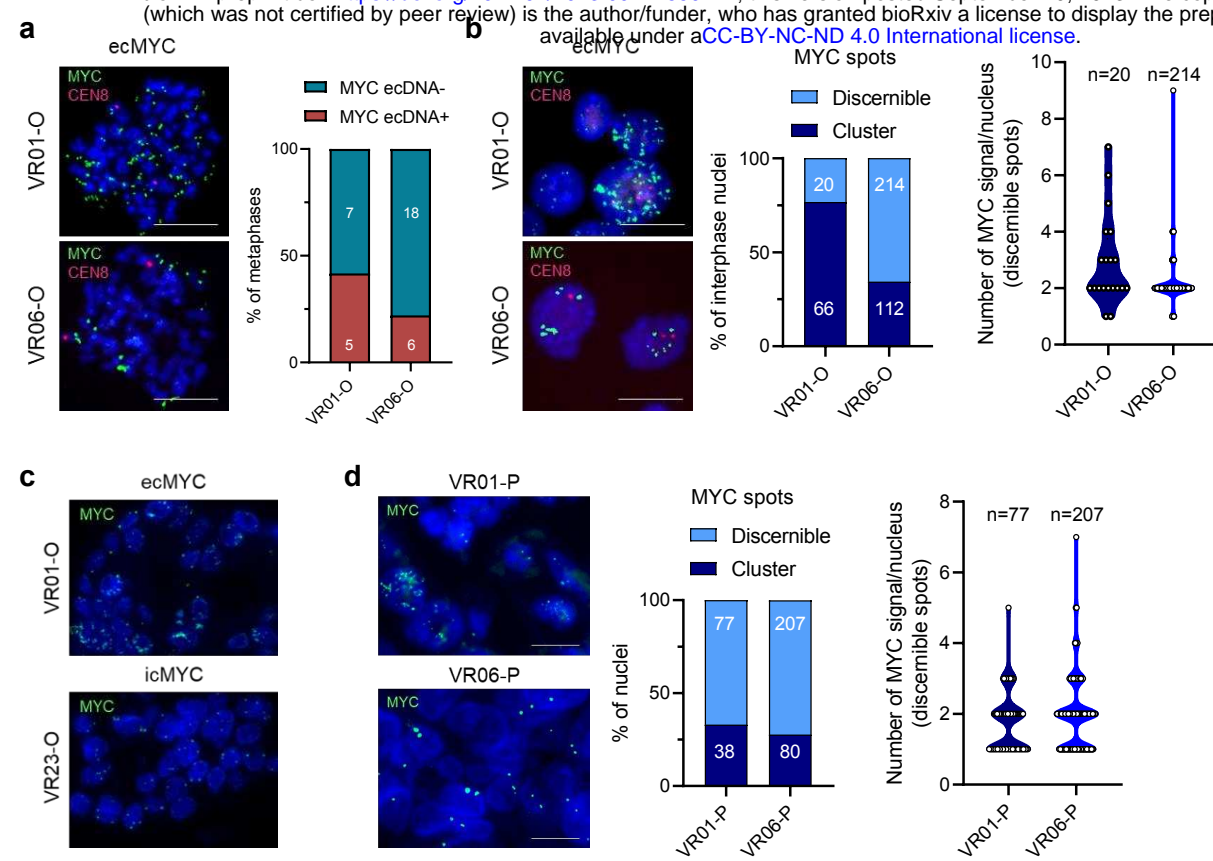 (which was not certified by peer review) is the author/funder, who has granted bioRxiv a license to display the prep
available under aCC-BY-NC-ND 4.0 International license.
a
ecMYC
MYC
CEN8
VR01-O
MYC
CEN8
VR06-O
MYC ecDNA-
MYC ecDNA+
% of metaphases
100
50
0
7
18
5
6
VR01-O
VR06-O
b
ecMYC
MYC
CEN8
VR01-O
MYC
CEN8
VR06-O
MYC spots
Discernible
Cluster
% of interphase nuclei
100
50
0
20
214
66
112
VR01-O
VR06-O
Number of MYC signal/nucleus
(discernible spots)
10
8
6
4
2
0
n=20
n=214
VR01-O
VR06-O
c
ecMYC
MYC
VR01-O
icMYC
MYC
VR23-O
d
VR01-P
MYC
VR06-P
MYC
MYC spots
Discernible
Cluster
% of nuclei
100
50
0
77
207
38
80
VR01-P
VR06-P
Number of MYC signal/nucleus
(discernible spots)
8
6
4
2
0
n=77
n=207
VR01-P
VR06-P